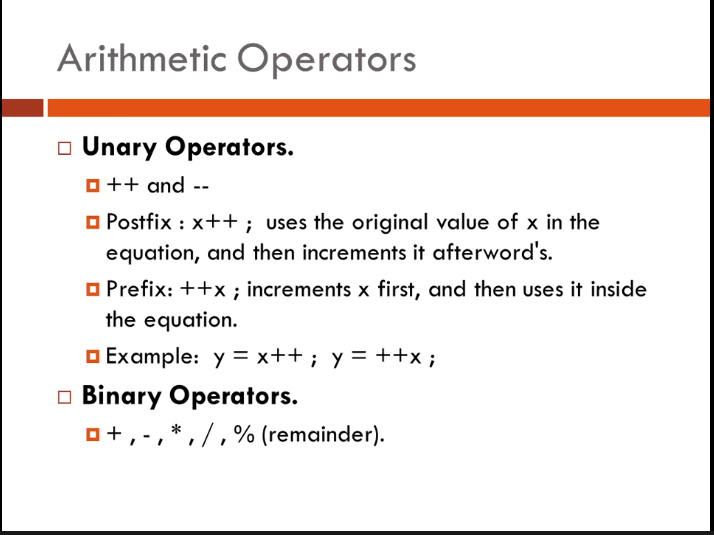 Arithmetic Operators
Unary Operators.
++ and --
Postfix : x++ ;  uses the original value of x in the
equation, and then increments it afterword's.
Prefix: ++x ; increments x first, and then uses it inside
the equation.
Example:  y = x++ ;  y = ++x ;
Binary Operators.
+ , - , * , / , % (remainder).